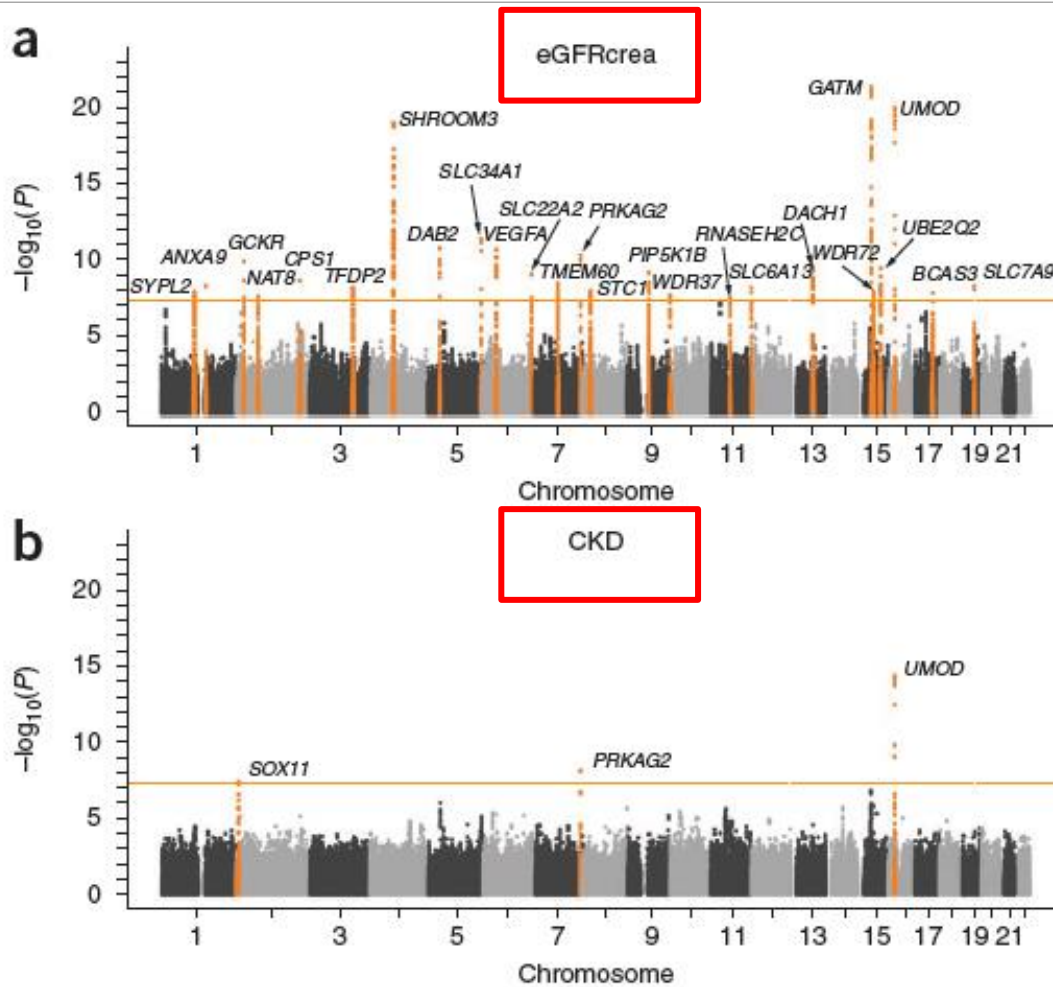 a
eGFRcrea
−log10(P)
20
15
10
5
0
GATM
UMOD
SHROOM3
SLC34A1
SLC22A2
PRKAG2
DACH1
UBE2Q2
DAB2
VEGFA
ANXA9
GCKR
CPS1
PIP5K1B
RNASEH2C
WDR72
NAT8
TFDP2
TMEM60
SYPL2
STC1
WDR37
SLC6A13
BCAS3
SLC7A9
1 3 5 7 9 11 13 15 17 19 21
Chromosome
b
CKD
−log10(P)
20
15
10
5
0
UMOD
SOX11
PRKAG2
1 3 5 7 9 11 13 15 17 19 21
Chromosome